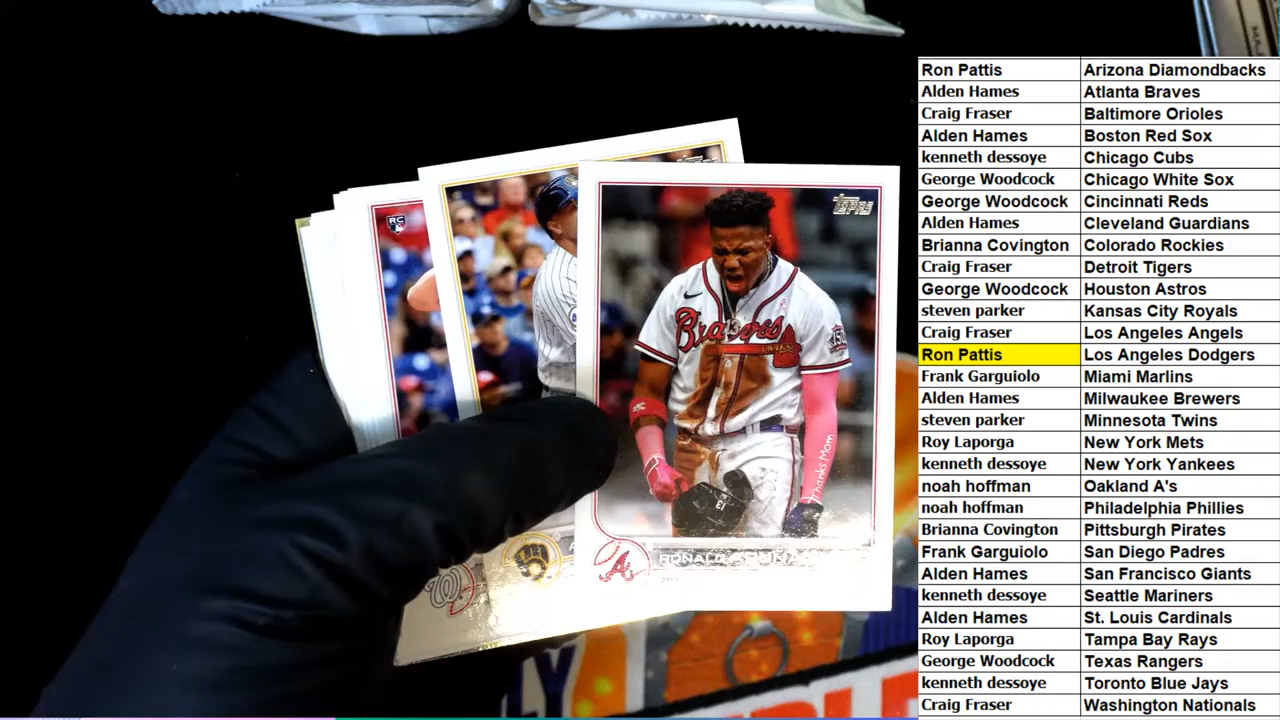 Ron Pattis Arizona Diamondbacks
Alden Hames Atlanta Braves
Craig Fraser Baltimore Orioles
Alden Hames Boston Red Sox
kenneth dessoye Chicago Cubs
George Woodcock Chicago White Sox
George Woodcock Cincinnati Reds
Alden Hames Cleveland Guardians
Brianna Covington Colorado Rockies
Craig Fraser Detroit Tigers
George Woodcock Houston Astros
steven parker Kansas City Royals
Craig Fraser Los Angeles Angels
Ron Pattis Los Angeles Dodgers
Frank Garguiolo Miami Marlins
Alden Hames Milwaukee Brewers
steven parker Minnesota Twins
Roy Laporga New York Mets
kenneth dessoye New York Yankees
noah hoffman Oakland A's
noah hoffman Philadelphia Phillies
Brianna Covington Pittsburgh Pirates
Frank Garguiolo San Diego Padres
Alden Hames San Francisco Giants
kenneth dessoye Seattle Mariners
Alden Hames St. Louis Cardinals
Roy Laporga Tampa Bay Rays
George Woodcock Texas Rangers
kenneth dessoye Toronto Blue Jays
Craig Fraser Washington Nationals
Topps
RC
Braves
13
Thanks Mom
A
RONALD
W